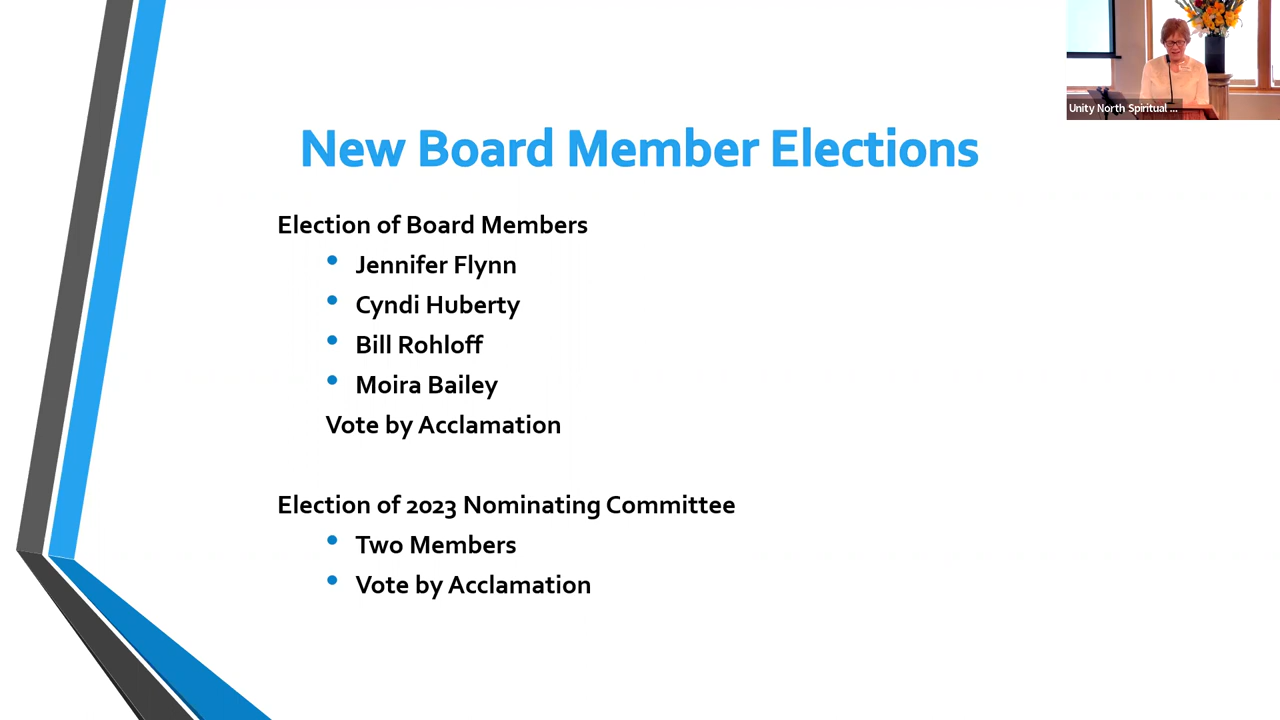 Unity North Spiritual ...
New Board Member Elections
Election of Board Members
• Jennifer Flynn
• Cyndi Huberty
• Bill Rohloff
• Moira Bailey
Vote by Acclamation
Election of 2023 Nominating Committee
• Two Members
• Vote by Acclamation